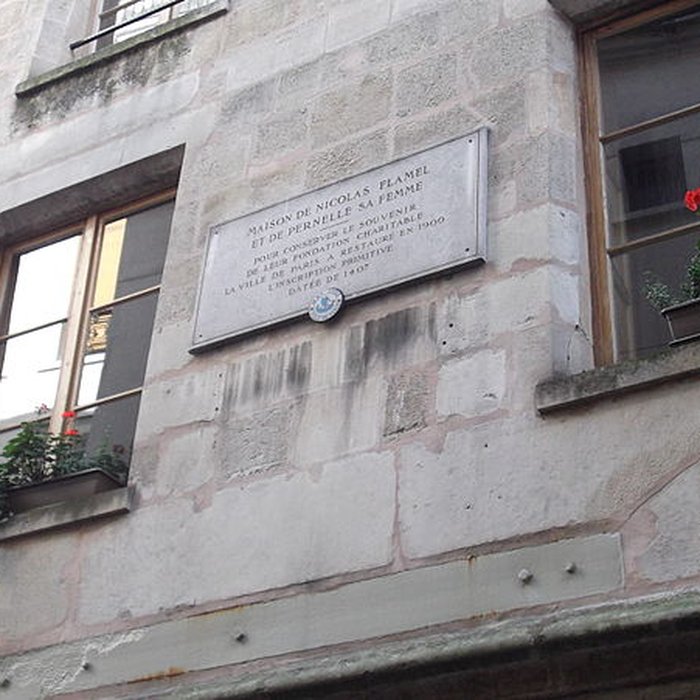 MAISON DE NICOLAS FLAMEL
ET DE PERNELLE SA FEMME
POUR CONSERVER LE SOUVENIR
DE LEUR FONDATION CHARITABLE
LA VILLE DE PARIS A RESTAURÉ EN 1900
L'INSCRIPTION PRIMITIVE
DATÉE DE 1407